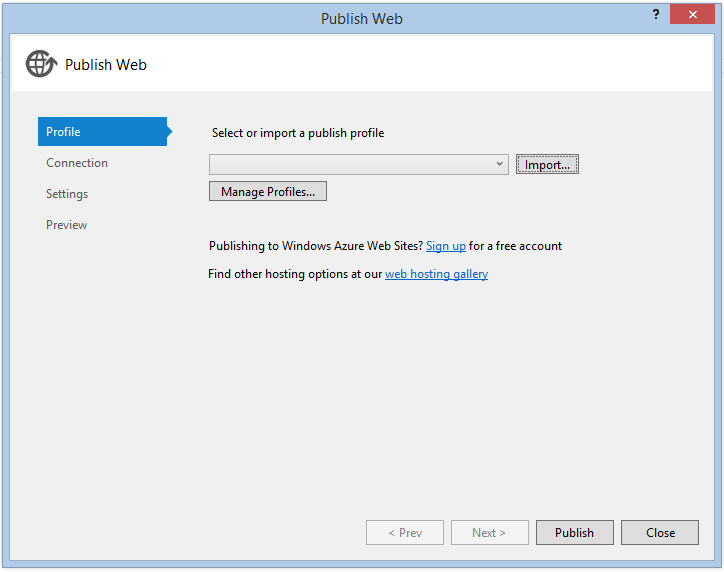 Publish Web
?
Publish Web
Profile
Connection
Settings
Preview
Select or import a publish profile
Import...
Manage Profiles...
Publishing to Windows Azure Web Sites? Sign up for a free account
Find other hosting options at our web hosting gallery
< Prev
Next >
Publish
Close